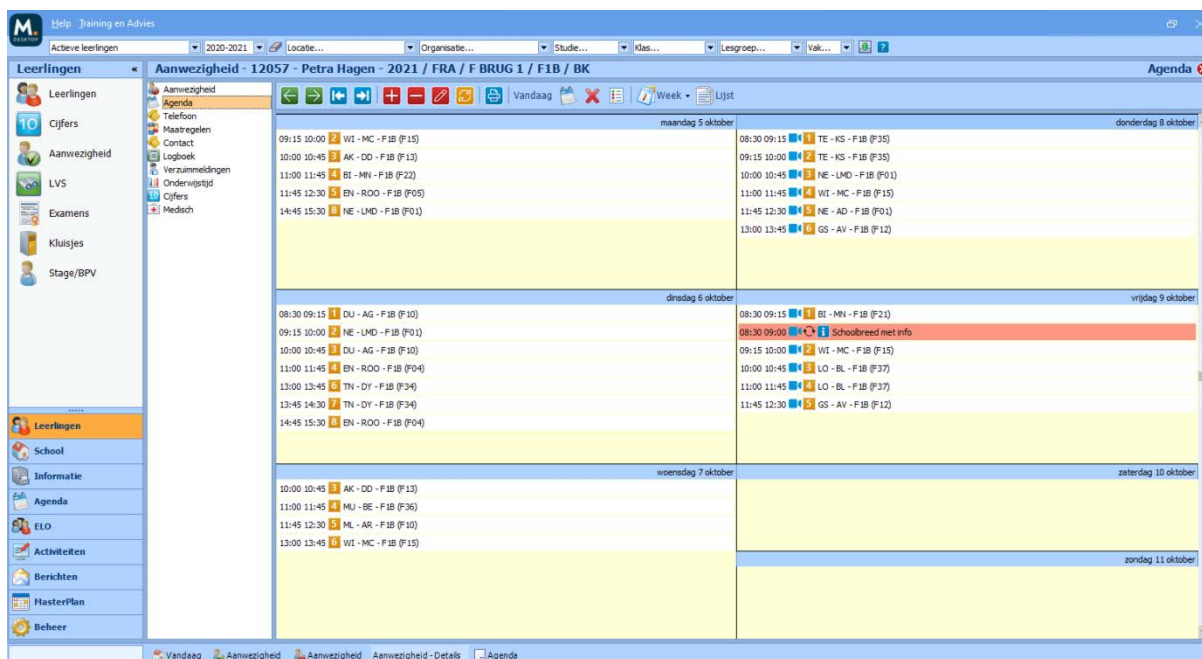 M.
DESKTOP
Help Training en Advies
Actieve leerlingen 2020-2021 Locatie... Organisatie... Studie... Klas... Lesgroep... Vak... ?
Leerlingen «
Aanwezigheid - 12057 - Petra Hagen - 2021 / FRA / F BRUG 1 / F1B / BK
Agenda
Leerlingen
10 Cijfers
Aanwezigheid
LVS
Examens
Kluisjes
Stage/BPV
Leerlingen
School
Informatie
Agenda
ELO
Activiteiten
Berichten
MasterPlan
Beheer
Aanwezigheid
Agenda
Telefoon
Maatregelen
Contact
Logboek
Verzuimmeldingen
Onderwijstijd
10 Cijfers
Medisch
Vandaag Week Lijst
maandag 5 oktober
09:15 10:00 2 WI - MC - F1B (F15)
10:00 10:45 3 AK - DD - F1B (F13)
11:00 11:45 4 BI - MN - F1B (F22)
11:45 12:30 5 EN - ROO - F1B (F05)
14:45 15:30 8 NE - LMD - F1B (F01)
dinsdag 6 oktober
08:30 09:15 1 DU - AG - F1B (F10)
09:15 10:00 2 NE - LMD - F1B (F01)
10:00 10:45 3 DU - AG - F1B (F10)
11:00 11:45 4 EN - ROO - F1B (F04)
13:00 13:45 6 TN - DY - F1B (F34)
13:45 14:30 7 TN - DY - F1B (F34)
14:45 15:30 8 EN - ROO - F1B (F04)
woensdag 7 oktober
10:00 10:45 3 AK - DD - F1B (F13)
11:00 11:45 4 MU - BE - F1B (F36)
11:45 12:30 5 ML - AR - F1B (F10)
13:00 13:45 6 WI - MC - F1B (F15)
donderdag 8 oktober
08:30 09:15 1 TE - KS - F1B (F35)
09:15 10:00 2 TE - KS - F1B (F35)
10:00 10:45 3 NE - LMD - F1B (F01)
11:00 11:45 4 WI - MC - F1B (F15)
11:45 12:30 5 NE - AD - F1B (F01)
13:00 13:45 6 GS - AV - F1B (F12)
vrijdag 9 oktober
08:30 09:15 1 BI - MN - F1B (F21)
08:30 09:00 i Schoolbreed met info
09:15 10:00 2 WI - MC - F1B (F15)
10:00 10:45 3 LO - BL - F1B (F37)
11:00 11:45 4 LO - BL - F1B (F37)
11:45 12:30 5 GS - AV - F1B (F12)
zaterdag 10 oktober
zondag 11 oktober
Vandaag Aanwezigheid Aanwezigheid Aanwezigheid - Details Agenda